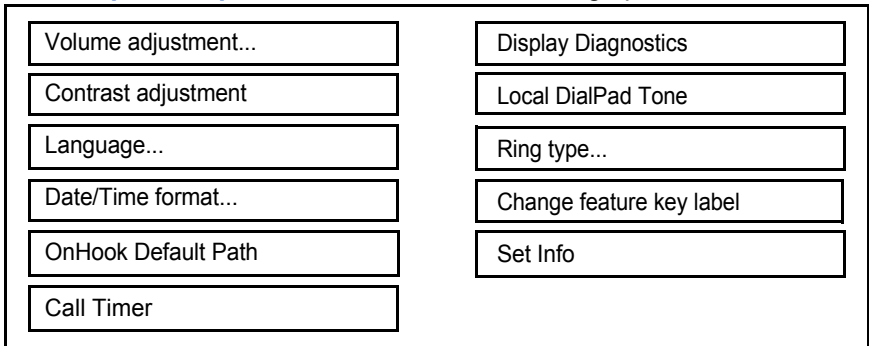 Volume adjustment...
Contrast adjustment
Language...
Date/Time format...
OnHook Default Path
Call Timer
Display Diagnostics
Local DialPad Tone
Ring type...
Change feature key label
Set Info